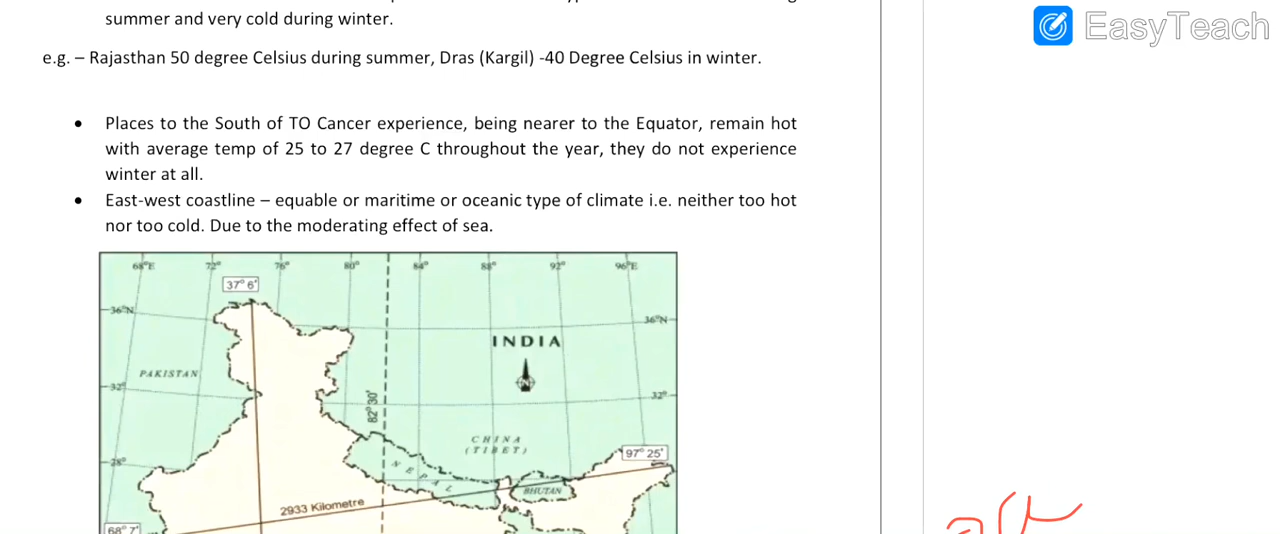 summer and very cold during winter.
EasyTeach
e.g. – Rajasthan 50 degree Celsius during summer, Dras (Kargil) -40 Degree Celsius in winter.
• Places to the South of TO Cancer experience, being nearer to the Equator, remain hot
with average temp of 25 to 27 degree C throughout the year, they do not experience
winter at all.
• East-west coastline – equable or maritime or oceanic type of climate i.e. neither too hot
nor too cold. Due to the moderating effect of sea.
68°E 72° 76° 80° 84° 88° 92° 96°E
37° 6'
36°N 36°N
INDIA
N
PAKISTAN
32° 32°
82° 30'
CHINA
(TIBET)
97° 25'
28°
NEPAL
BHUTAN
2933 Kilometre
68° 7'